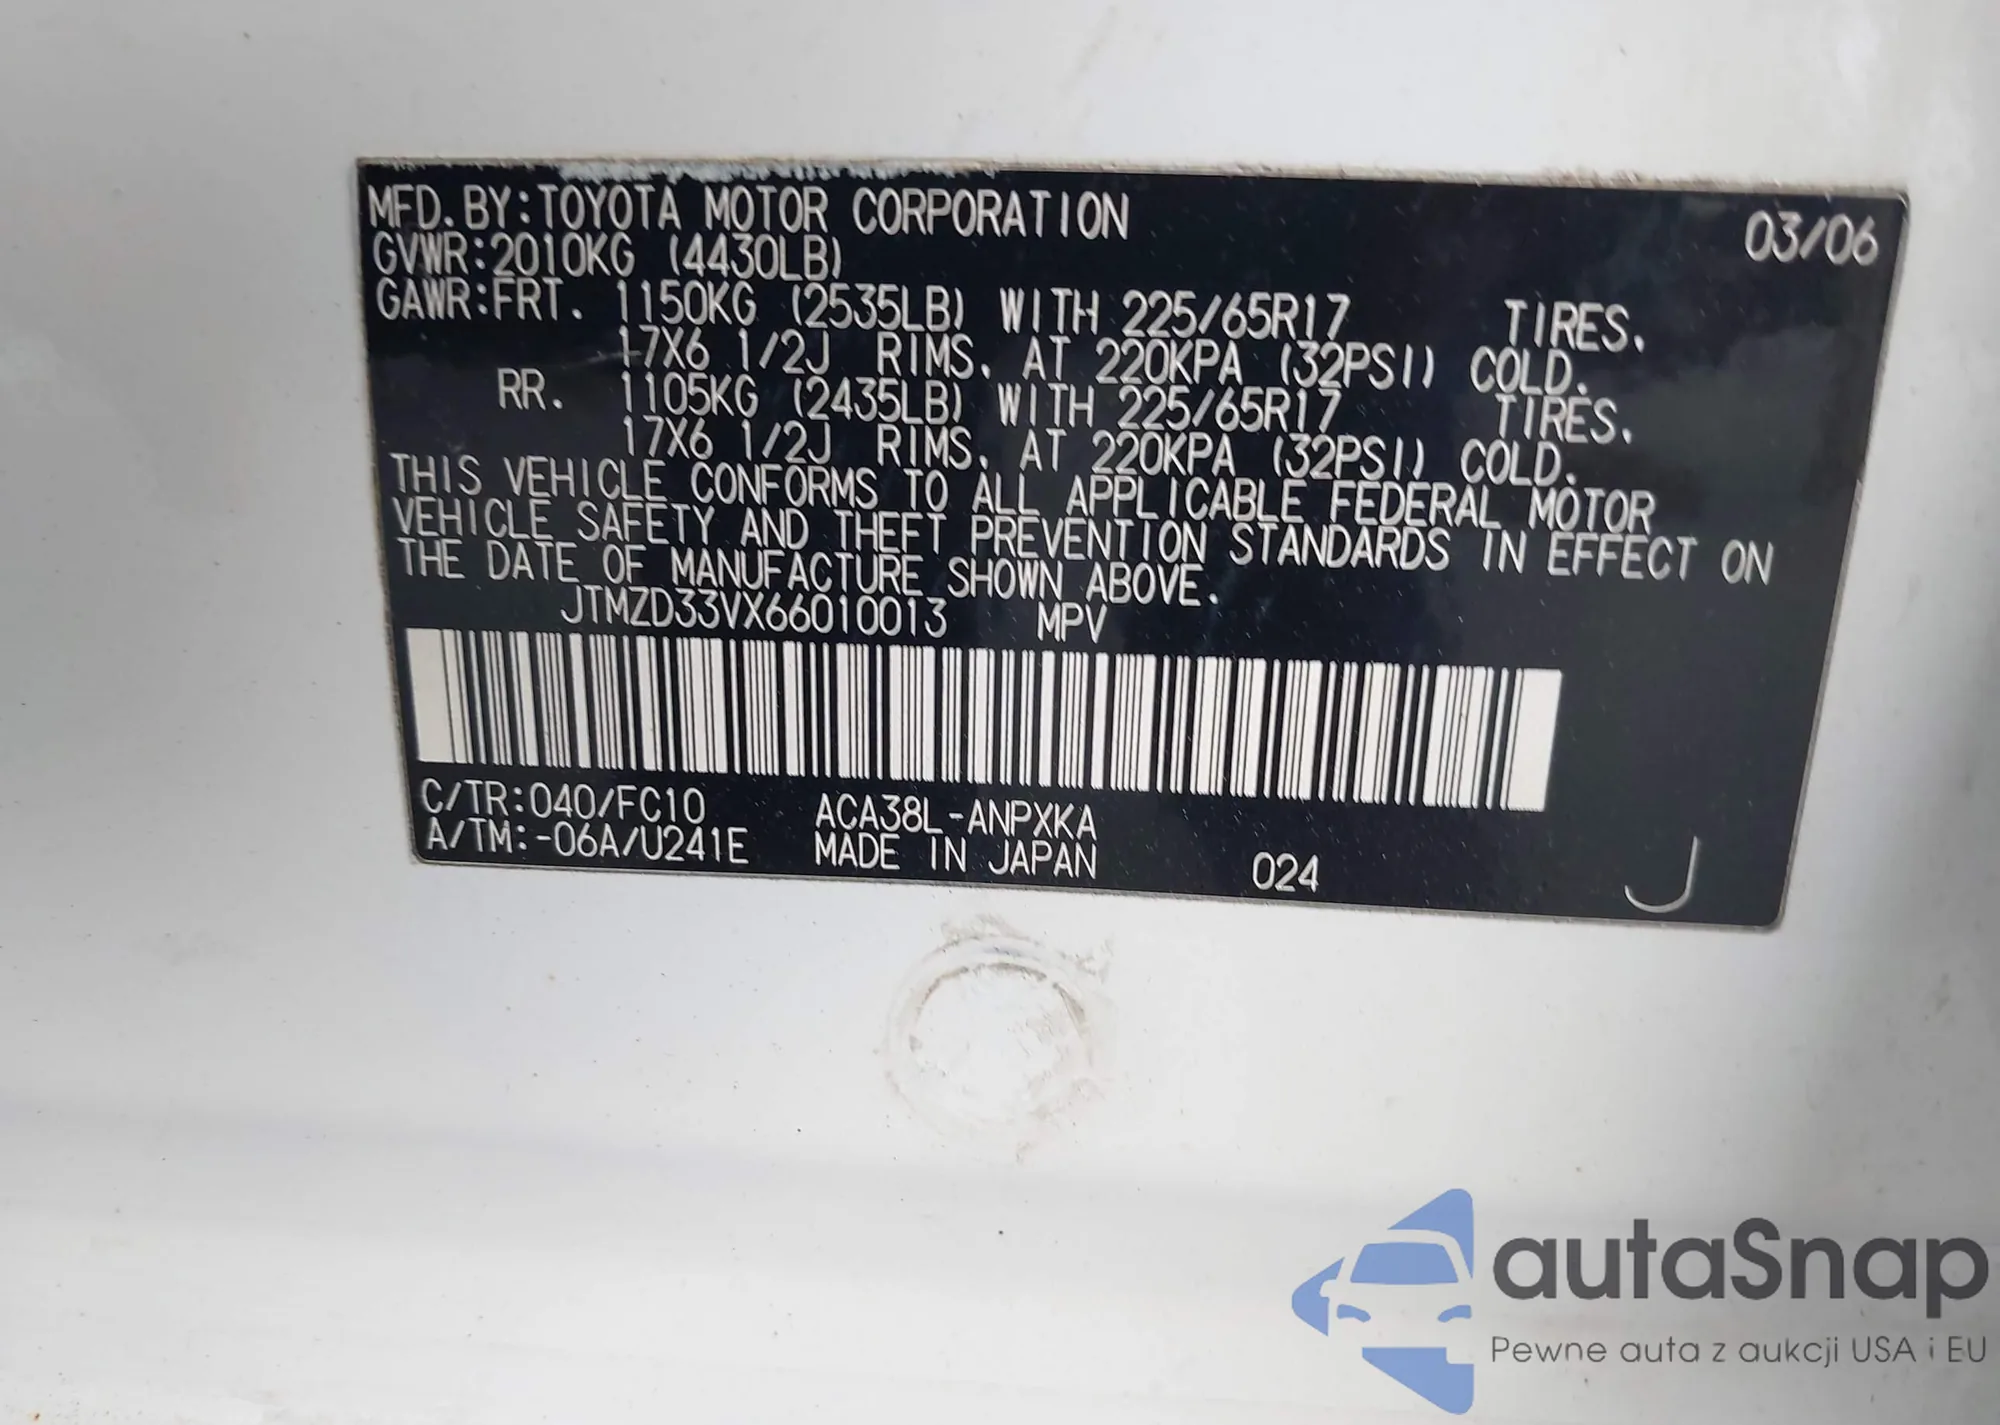 MFD. BY: TOYOTA MOTOR CORPORATION 03/06
GVWR: 2010KG (4430LB)
GAWR: FRT. 1150KG (2535LB) WITH 225/65R17 TIRES.
17X6 1/2J RIMS. AT 220KPA (32PSI) COLD.
RR. 1105KG (2435LB) WITH 225/65R17 TIRES.
17X6 1/2J RIMS. AT 220KPA (32PSI) COLD.
THIS VEHICLE CONFORMS TO ALL APPLICABLE FEDERAL MOTOR
VEHICLE SAFETY AND THEFT PREVENTION STANDARDS IN EFFECT ON
THE DATE OF MANUFACTURE SHOWN ABOVE.
JTMZD33VX66010013 MPV
C/TR: 040/FC10 ACA38L-ANPXKA
A/TM: -06A/U241E MADE IN JAPAN 024 J
autaSnap
Pewne auta z aukcji USA i EU